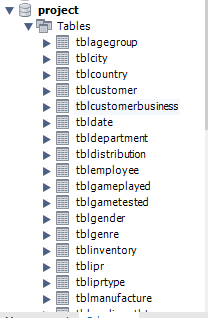 project
Tables
tblagegroup
tblcity
tblcountry
tblcustomer
tblcustomerbusiness
tbldate
tbldepartment
tbldistribution
tblemployee
tblgameplayed
tblgametested
tblgender
tblgenre
tblinventory
tblipr
tbliprtype
tblmanufacture